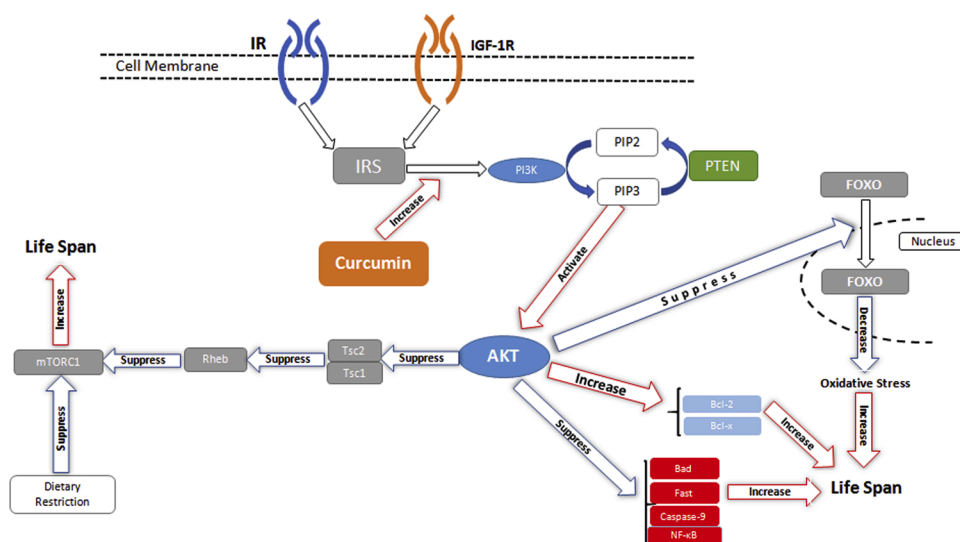 IR
IGF-1R
Cell Membrane
IRS
PI3K
PIP2
PIP3
PTEN
FOXO
Nucleus
FOXO
Increase
Curcumin
Activate
Suppress
Decrease
Life Span
Increase
mTORC1
Suppress
Rheb
Suppress
Tsc2
Tsc1
Suppress
AKT
Suppress
Dietary
Restriction
Increase
Suppress
Bcl-2
Bcl-x
Increase
Oxidative Stress
Increase
Bad
Fast
Caspase-9
NF-κB
Increase
Life Span